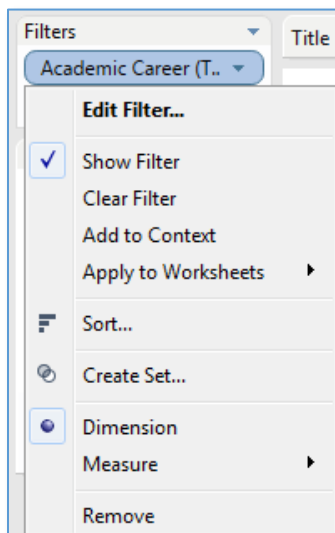 Filters
Title
Academic Career (T..
Edit Filter...
Show Filter
Clear Filter
Add to Context
Apply to Worksheets
Sort...
Create Set...
Dimension
Measure
Remove